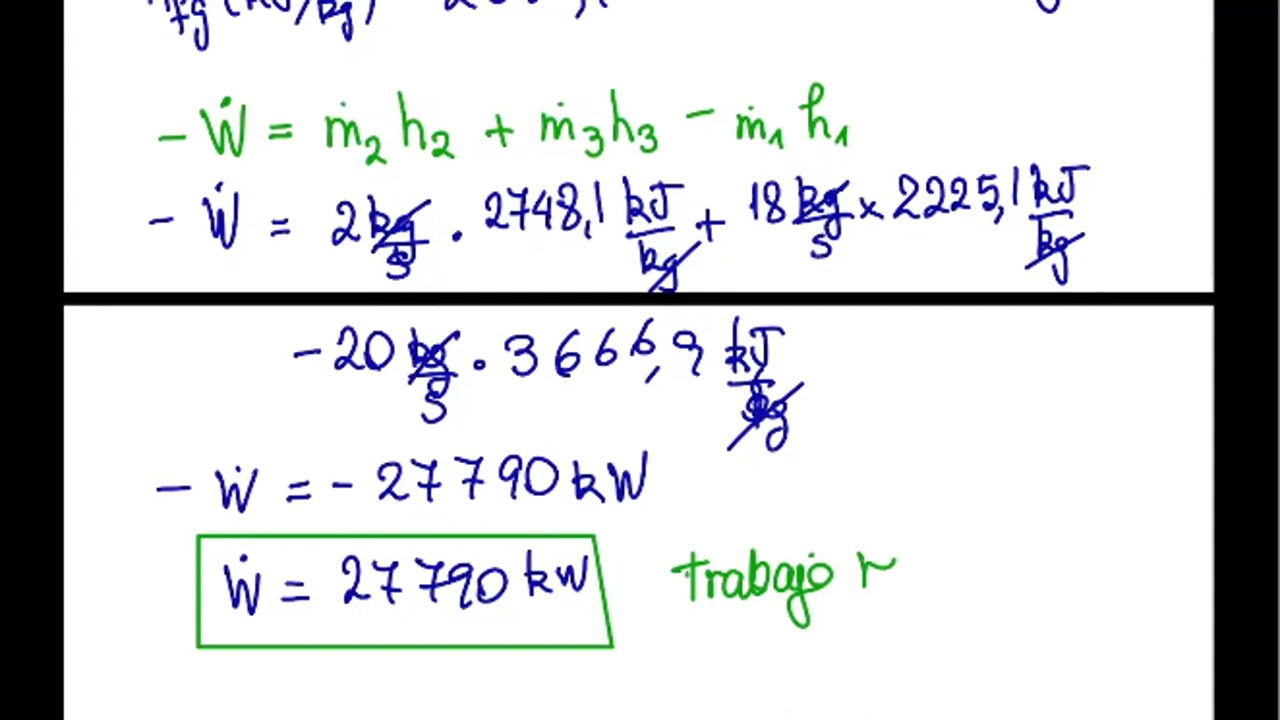 - Ẇ = ṁ₂ h₂ + ṁ₃h₃ - ṁ₁ h₁
- Ẇ = 2 kg/s . 2748,1 kJ/kg + 18 kg/s x 2225,1 kJ/kg
- 20 kg/s . 3666,9 kJ/kg
- Ẇ = - 27790 kW
Ẇ = 27790 kW trabajo